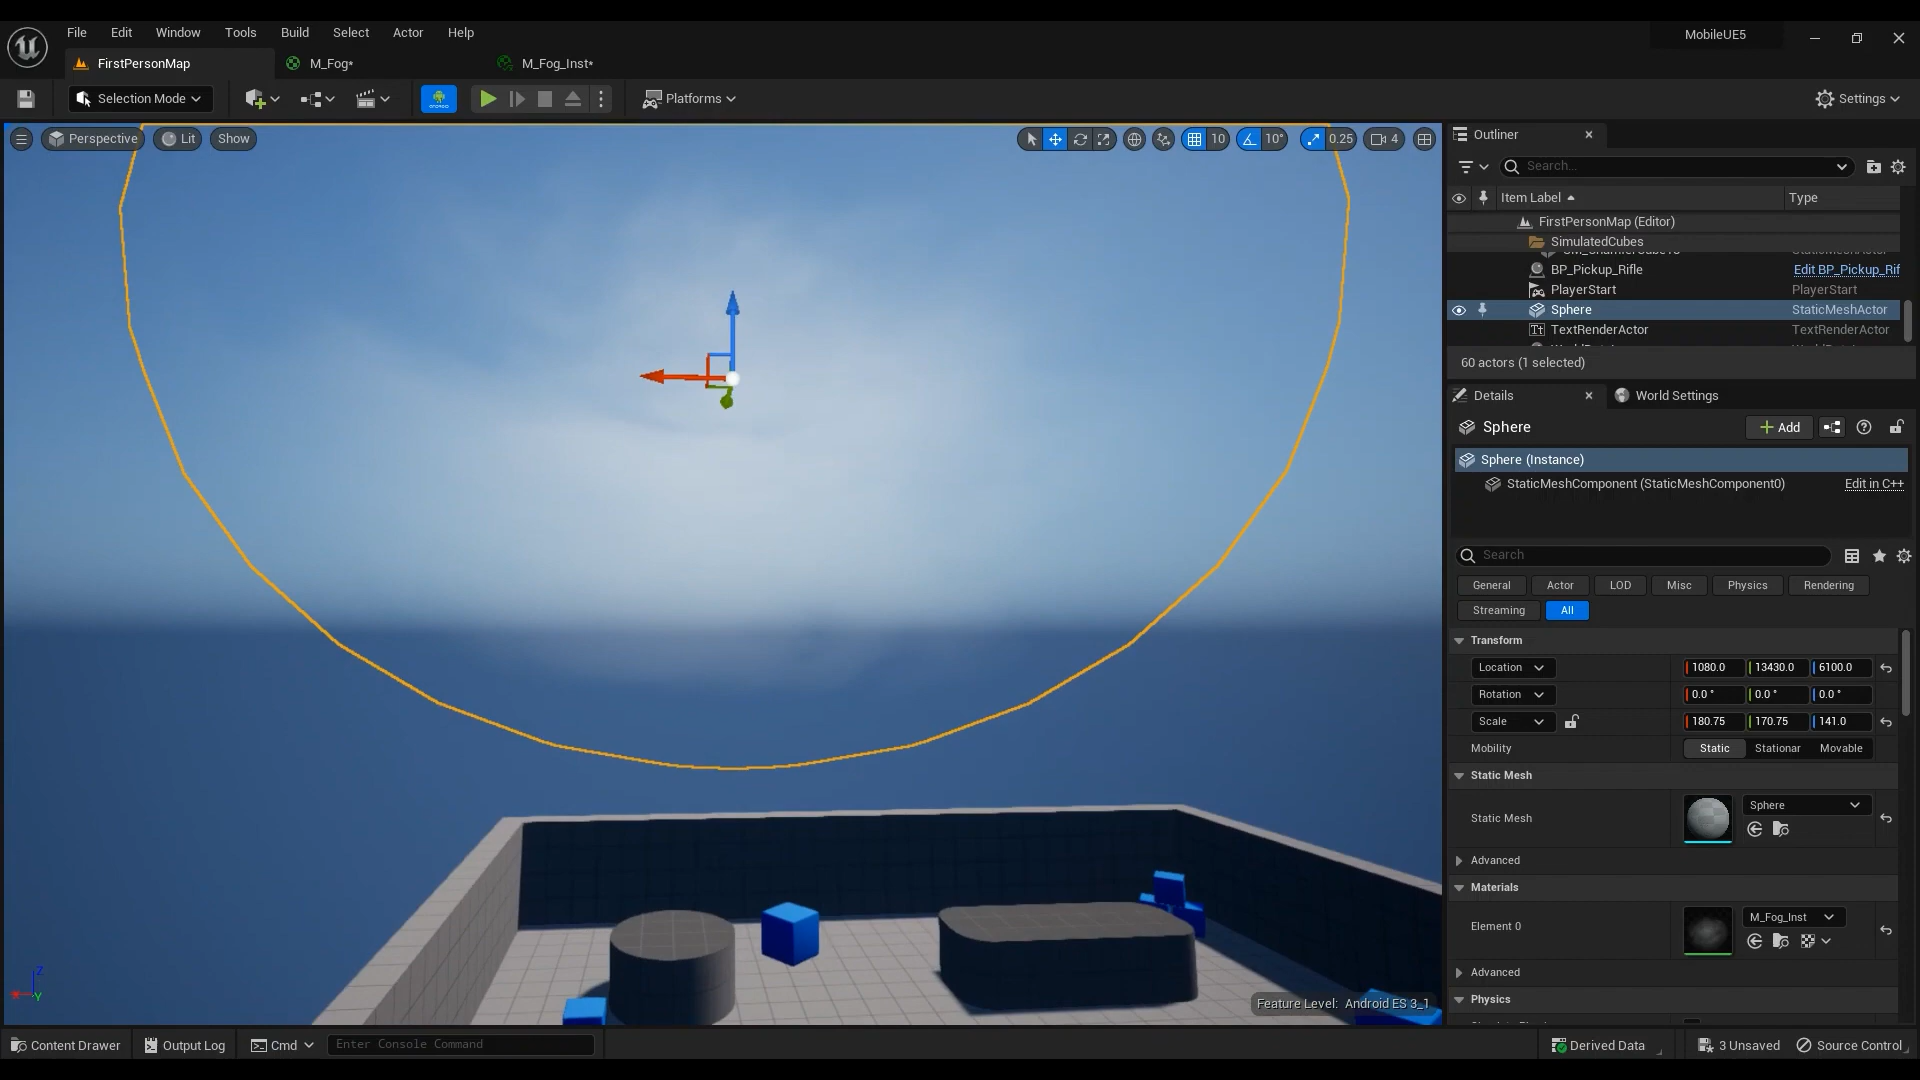 File Edit Window Tools Build Select Actor Help
MobileUE5
FirstPersonMap
M_Fog*
M_Fog_Inst*
Selection Mode
Platforms
Settings
Perspective
Lit
Show
10
10°
0.25
4
Outliner
Search...
Item Label
Type
FirstPersonMap (Editor)
SimulatedCubes
BP_Pickup_Rifle
Edit BP_Pickup_Rif
PlayerStart
PlayerStart
Sphere
StaticMeshActor
TextRenderActor
TextRenderActor
60 actors (1 selected)
Details
World Settings
Sphere
Add
Sphere (Instance)
StaticMeshComponent (StaticMeshComponent0)
Edit in C++
Search
General Actor LOD Misc Physics Rendering
Streaming All
Transform
Location 1080.0 13430.0 6100.0
Rotation 0.0 ° 0.0 ° 0.0 °
Scale 180.75 170.75 141.0
Mobility Static Stationar Movable
Static Mesh
Static Mesh
Sphere
Advanced
Materials
Element 0
M_Fog_Inst
Advanced
Physics
Feature Level: Android ES 3_1
Z
Y
Content Drawer
Output Log
Cmd
Enter Console Command
Derived Data
3 Unsaved
Source Control